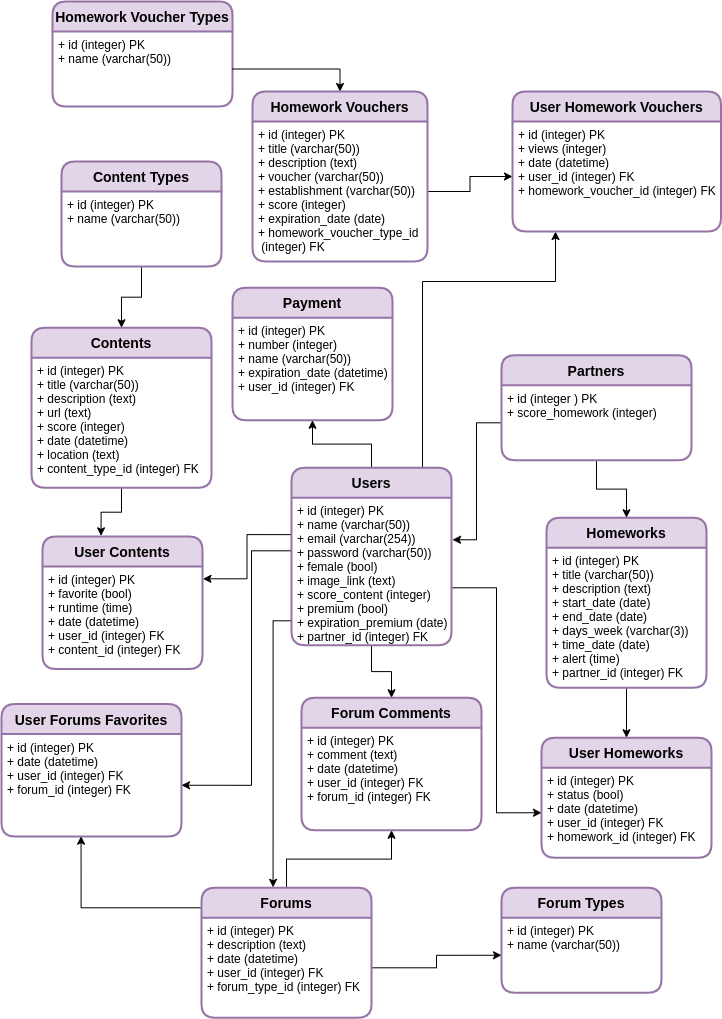 Homework Voucher Types
+ id (integer) PK
+ name (varchar(50))
Homework Vouchers
+ id (integer) PK
+ title (varchar(50))
+ description (text)
+ voucher (varchar(50))
+ establishment (varchar(50))
+ score (integer)
+ expiration_date (date)
+ homework_voucher_type_id
(integer) FK
User Homework Vouchers
+ id (integer) PK
+ views (integer)
+ date (datetime)
+ user_id (integer) FK
+ homework_voucher_id (integer) FK
Content Types
+ id (integer) PK
+ name (varchar(50))
Payment
+ id (integer) PK
+ number (integer)
+ name (varchar(50))
+ expiration_date (datetime)
+ user_id (integer) FK
Contents
+ id (integer) PK
+ title (varchar(50))
+ description (text)
+ url (text)
+ score (integer)
+ date (datetime)
+ location (text)
+ content_type_id (integer) FK
Partners
+ id (integer ) PK
+ score_homework (integer)
Users
+ id (integer) PK
+ name (varchar(50))
+ email (varchar(254))
+ password (varchar(50))
+ female (bool)
+ image_link (text)
+ score_content (integer)
+ premium (bool)
+ expiration_premium (date)
+ partner_id (integer) FK
Homeworks
+ id (integer) PK
+ title (varchar(50))
+ description (text)
+ start_date (date)
+ end_date (date)
+ days_week (varchar(3))
+ time_date (date)
+ alert (time)
+ partner_id (integer) FK
User Contents
+ id (integer) PK
+ favorite (bool)
+ runtime (time)
+ date (datetime)
+ user_id (integer) FK
+ content_id (integer) FK
User Forums Favorites
+ id (integer) PK
+ date (datetime)
+ user_id (integer) FK
+ forum_id (integer) FK
Forum Comments
+ id (integer) PK
+ comment (text)
+ date (datetime)
+ user_id (integer) FK
+ forum_id (integer) FK
User Homeworks
+ id (integer) PK
+ status (bool)
+ date (datetime)
+ user_id (integer) FK
+ homework_id (integer) FK
Forums
+ id (integer) PK
+ description (text)
+ date (datetime)
+ user_id (integer) FK
+ forum_type_id (integer) FK
Forum Types
+ id (integer) PK
+ name (varchar(50))